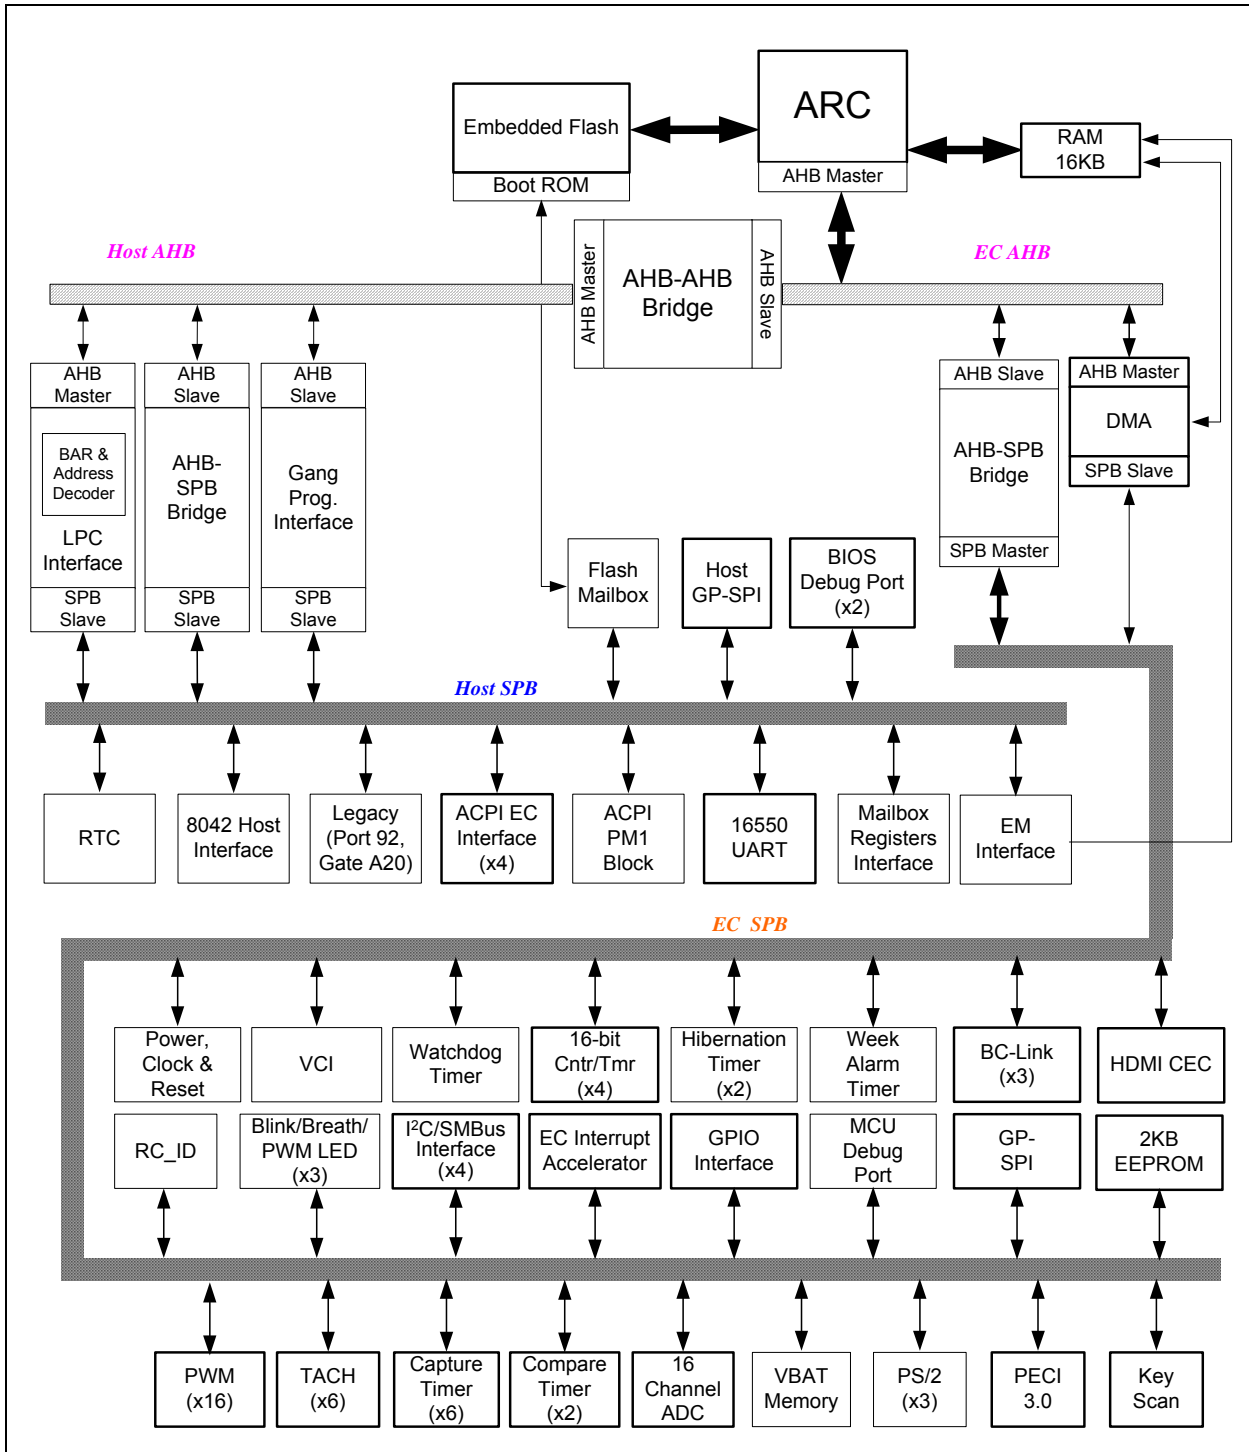 ARC
AHB Master
Embedded Flash
Boot ROM
RAM
16KB
Host AHB
EC AHB
AHB Master
AHB-AHB
Bridge
AHB Slave
AHB
Master
BAR &
Address
Decoder
LPC
Interface
SPB
Slave
AHB
Slave
AHB-
SPB
Bridge
SPB
Slave
AHB
Slave
Gang
Prog.
Interface
SPB
Slave
AHB Slave
AHB-SPB
Bridge
SPB Master
AHB Master
DMA
SPB Slave
Flash
Mailbox
Host
GP-SPI
BIOS
Debug Port
(x2)
Host SPB
RTC
8042 Host
Interface
Legacy
(Port 92,
Gate A20)
ACPI EC
Interface
(x4)
ACPI
PM1
Block
16550
UART
Mailbox
Registers
Interface
EM
Interface
EC SPB
Power,
Clock &
Reset
VCI
Watchdog
Timer
16-bit
Cntr/Tmr
(x4)
Hibernation
Timer
(x2)
Week
Alarm
Timer
BC-Link
(x3)
HDMI CEC
RC_ID
Blink/Breath/
PWM LED
(x3)
I²C/SMBus
Interface
(x4)
EC Interrupt
Accelerator
GPIO
Interface
MCU
Debug
Port
GP-
SPI
2KB
EEPROM
PWM
(x16)
TACH
(x6)
Capture
Timer
(x6)
Compare
Timer
(x2)
16
Channel
ADC
VBAT
Memory
PS/2
(x3)
PECI
3.0
Key
Scan